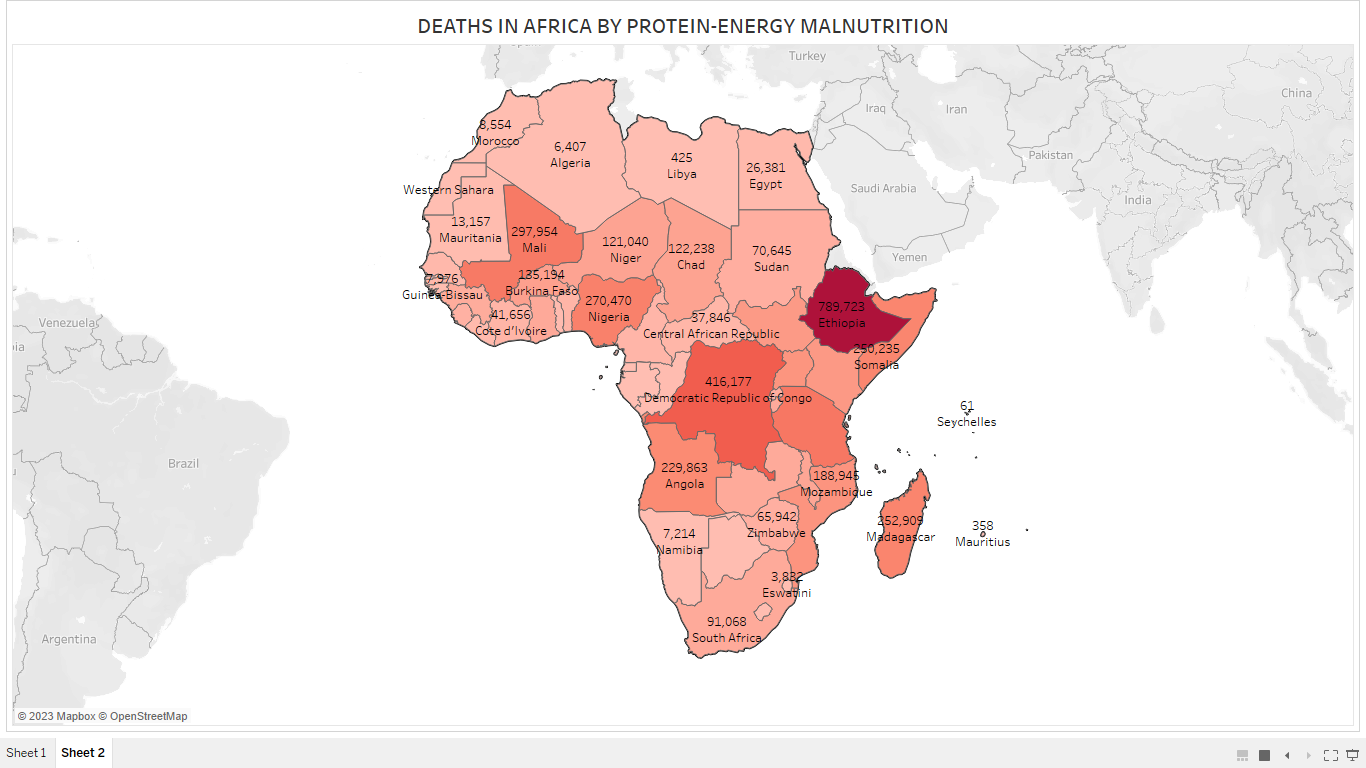 DEATHS IN AFRICA BY PROTEIN-ENERGY MALNUTRITION
Turkey
China
Iraq
Iran
8,554
Morocco
6,407
Algeria
425
Libya
26,381
Egypt
Pakistan
Western Sahara
Saudi Arabia
India
13,157
Mauritania
297,954
Mali
121,040
Niger
122,238
Chad
70,645
Sudan
Yemen
7,976
Guinea-Bissau
135,194
Burkina Faso
270,470
Nigeria
789,723
Ethiopia
41,656
Cote d'Ivoire
37,846
Central African Republic
Venezuela
ia
250,235
Somalia
416,177
Democratic Republic of Congo
61
Seychelles
Brazil
229,863
Angola
188,945
Mozambique
65,942
Zimbabwe
252,909
Madagascar
358
Mauritius
7,214
Namibia
3,832
Eswatini
91,068
South Africa
Argentina
© 2023 Mapbox © OpenStreetMap
Sheet 1
Sheet 2